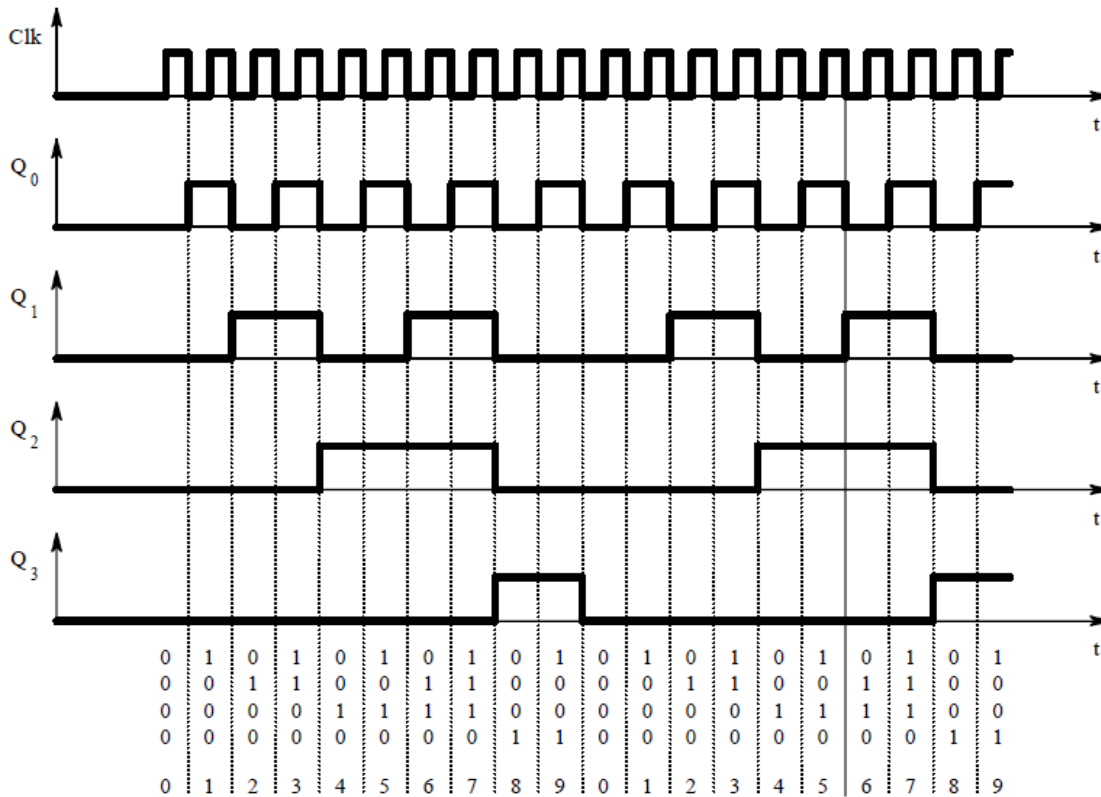 Clk
t
Q0
t
Q1
t
Q2
t
Q3
t
0 1 0 1 0 1 0 1 0 1 0 1 0 1 0 1 0 1 0 1
0 0 1 1 0 0 1 1 0 0 0 0 1 1 0 0 1 1 0 0
0 0 0 0 1 1 1 1 0 0 0 0 0 0 1 1 1 1 0 0
0 0 0 0 0 0 0 0 1 1 0 0 0 0 0 0 0 0 1 1
0 1 2 3 4 5 6 7 8 9 0 1 2 3 4 5 6 7 8 9